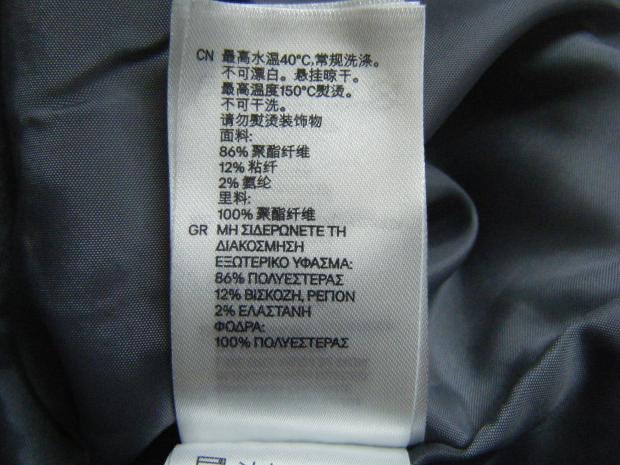 CN 最高水温40°C,常规洗涤。
不可漂白。悬挂晾干。
最高温度150°C熨烫。
不可干洗。
请勿熨烫装饰物
面料:
86% 聚酯纤维
12% 粘纤
2% 氨纶
里料:
100% 聚酯纤维
GR ΜΗ ΣΙΔΕΡΩΝΕΤΕ ΤΗ
ΔΙΑΚΟΣΜΗΣΗ
ΕΞΩΤΕΡΙΚΟ ΥΦΑΣΜΑ:
86% ΠΟΛΥΕΣΤΕΡΑΣ
12% ΒΙΣΚΟΖΗ, ΡΕΓΙΟΝ
2% ΕΛΑΣΤΑΝΗ
ΦΟΔΡΑ:
100% ΠΟΛΥΕΣΤΕΡΑΣ